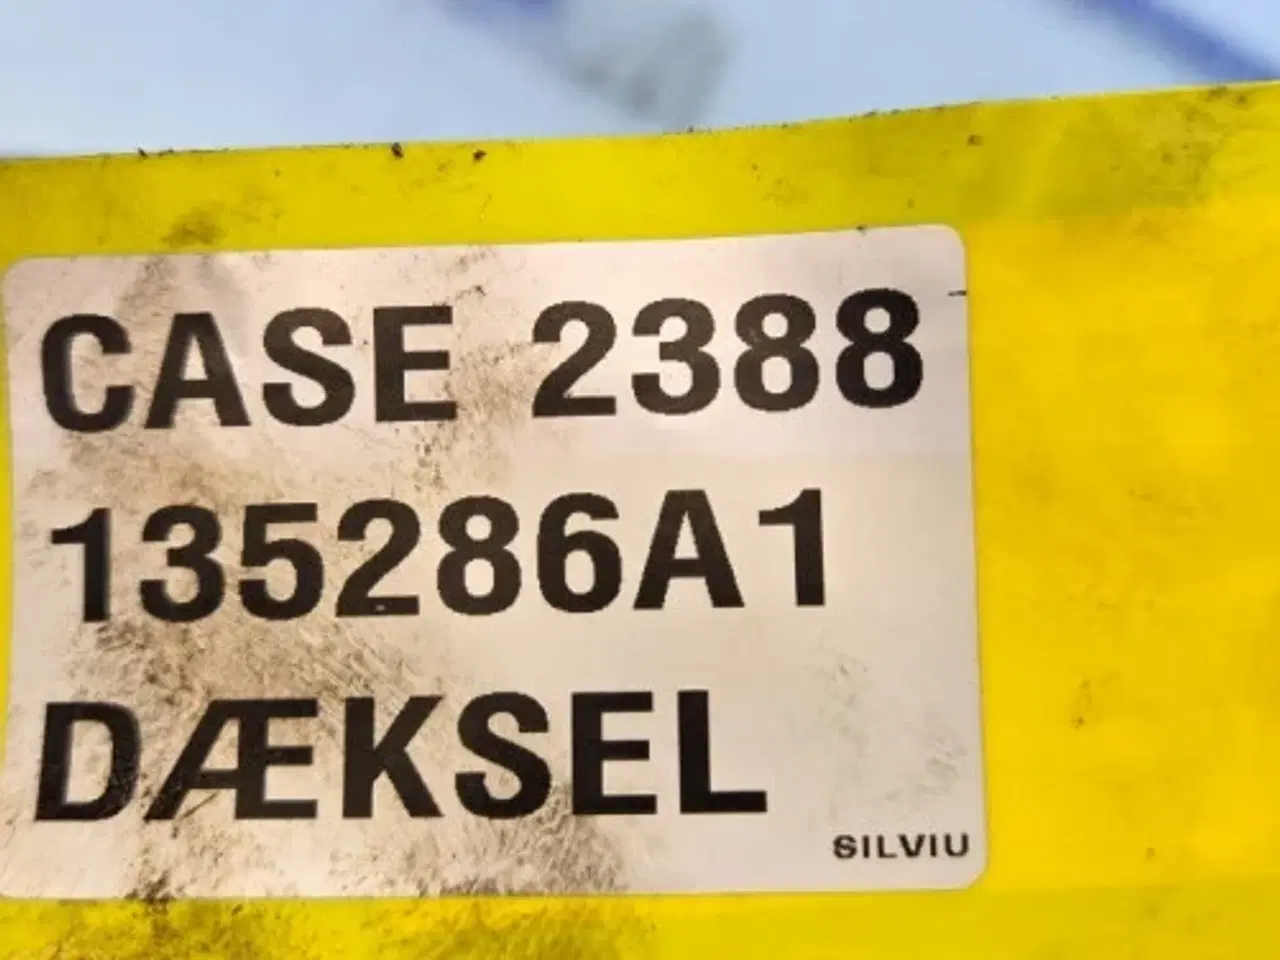 CASE 2388
135286A1
DÆKSEL
SILVIU